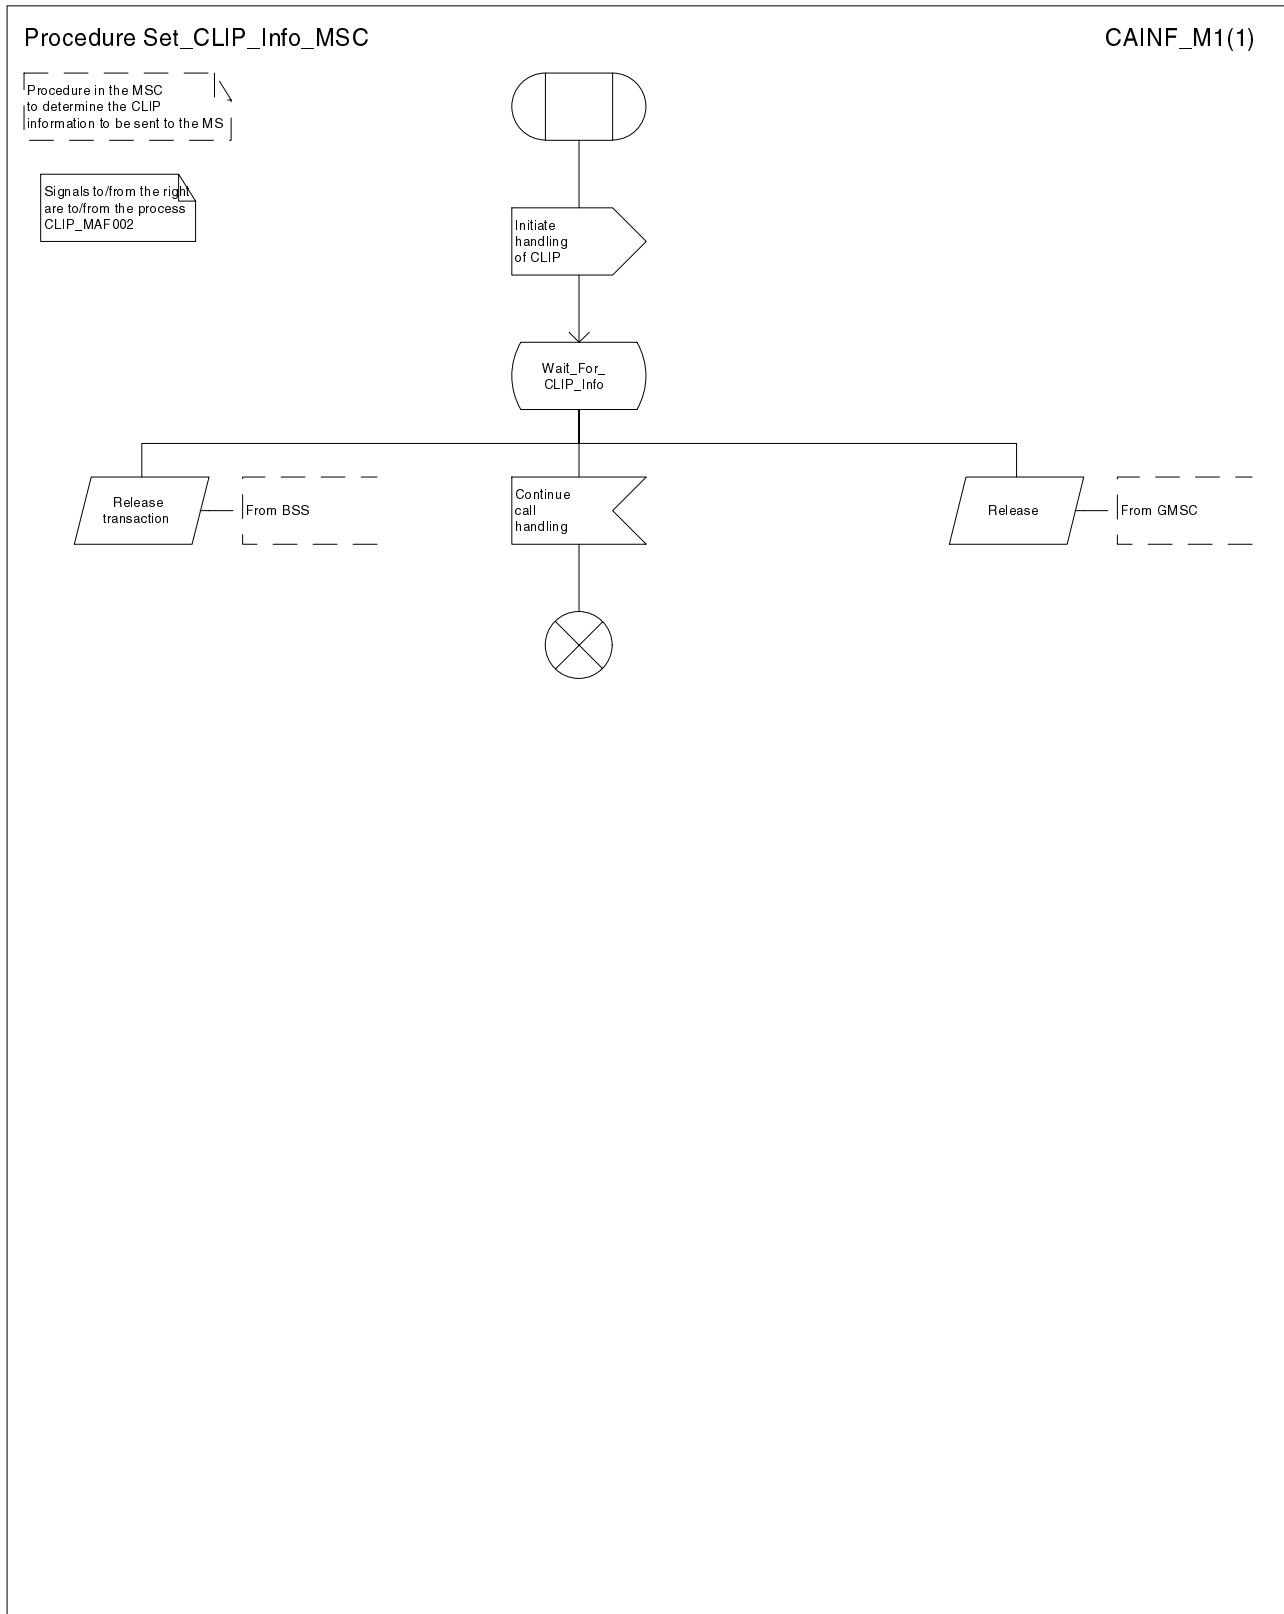 Procedure Set_CLIP_Info_MSC
CAINF_M1(1)
Procedure in the MSC
to determine the CLIP
information to be sent to the MS
Signals to/from the right
are to/from the process
CLIP_MAF002
Initiate
handling
of CLIP
Wait_For_
CLIP_Info
Release
transaction
From BSS
Continue
call
handling
Release
From GMSC